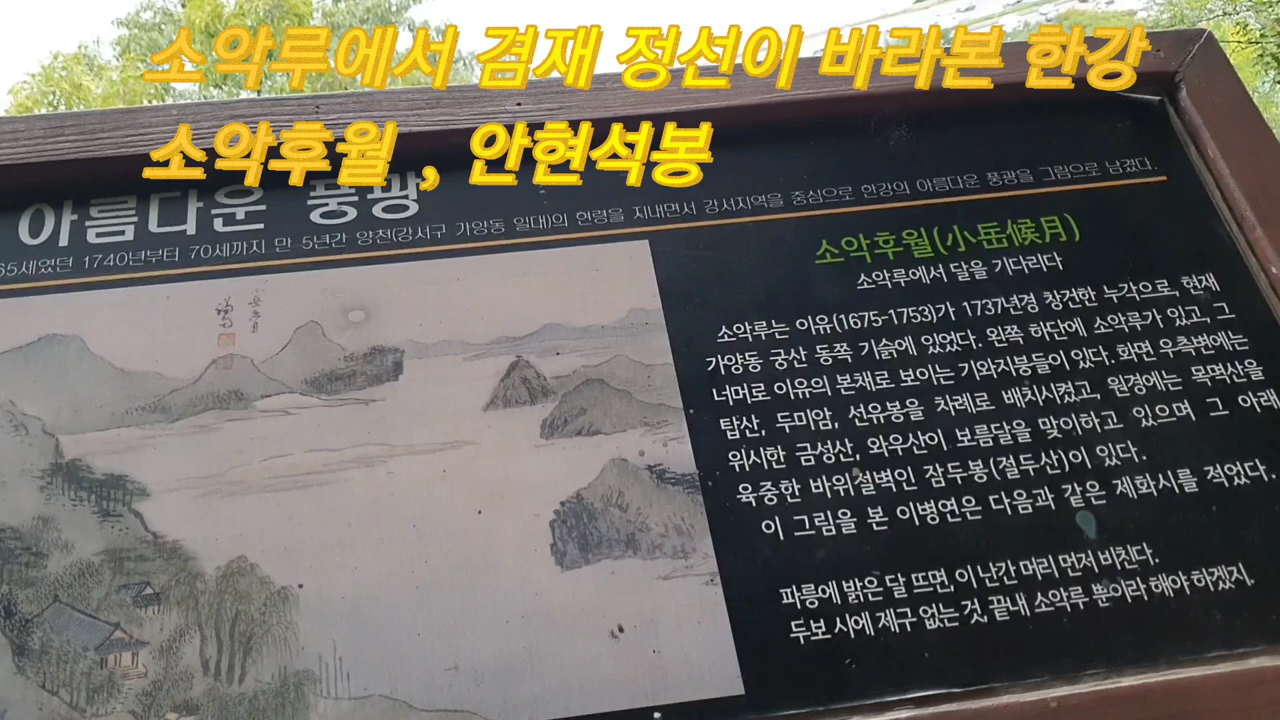 소악루에서 겸재 정선이 바라본 한강
소악후월 , 안현석봉
아름다운 풍광
65세였던 1740년부터 70세까지 만 5년간 양천(강서구 가양동 일대)의 현령을 지내면서 강서지역을 중심으로 한강의 아름다운 풍광을 그림으로 남겼다.
소악후월(小岳候月)
소악루에서 달을 기다리다
소악루는 이유(1675-1753)가 1737년경 창건한 누각으로, 현재
가양동 궁산 동쪽 기슭에 있었다. 왼쪽 하단에 소악루가 있고, 그
너머로 이유의 본채로 보이는 기와지붕들이 있다. 화면 우측변에는
탑산, 두미암, 선유봉을 차례로 배치시켰고, 원경에는 목멱산을
위시한 금성산, 와우산이 보름달을 맞이하고 있으며 그 아래
육중한 바위절벽인 잠두봉(절두산)이 있다.
이 그림을 본 이병연은 다음과 같은 제화시를 적었다.
파릉에 밝은 달 뜨면, 이 난간 머리 먼저 비친다.
두보 시에 제구 없는 것, 끝내 소악루 뿐이라 해야 하겠지.